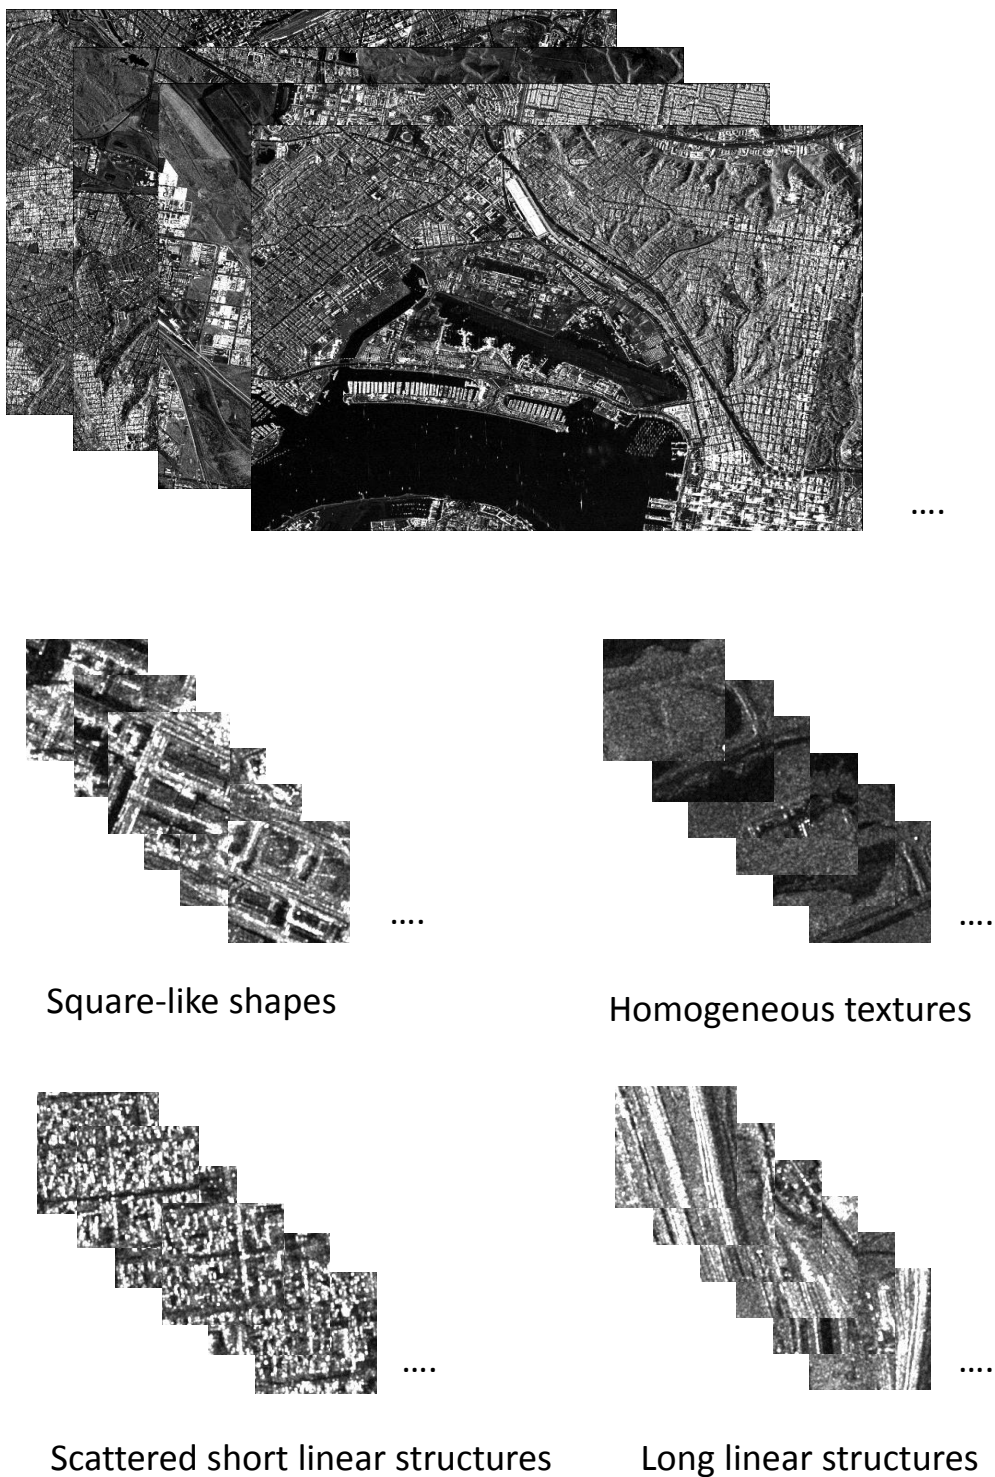 ....
....
....
Square-like shapes
Homogeneous textures
....
....
Scattered short linear structures
Long linear structures